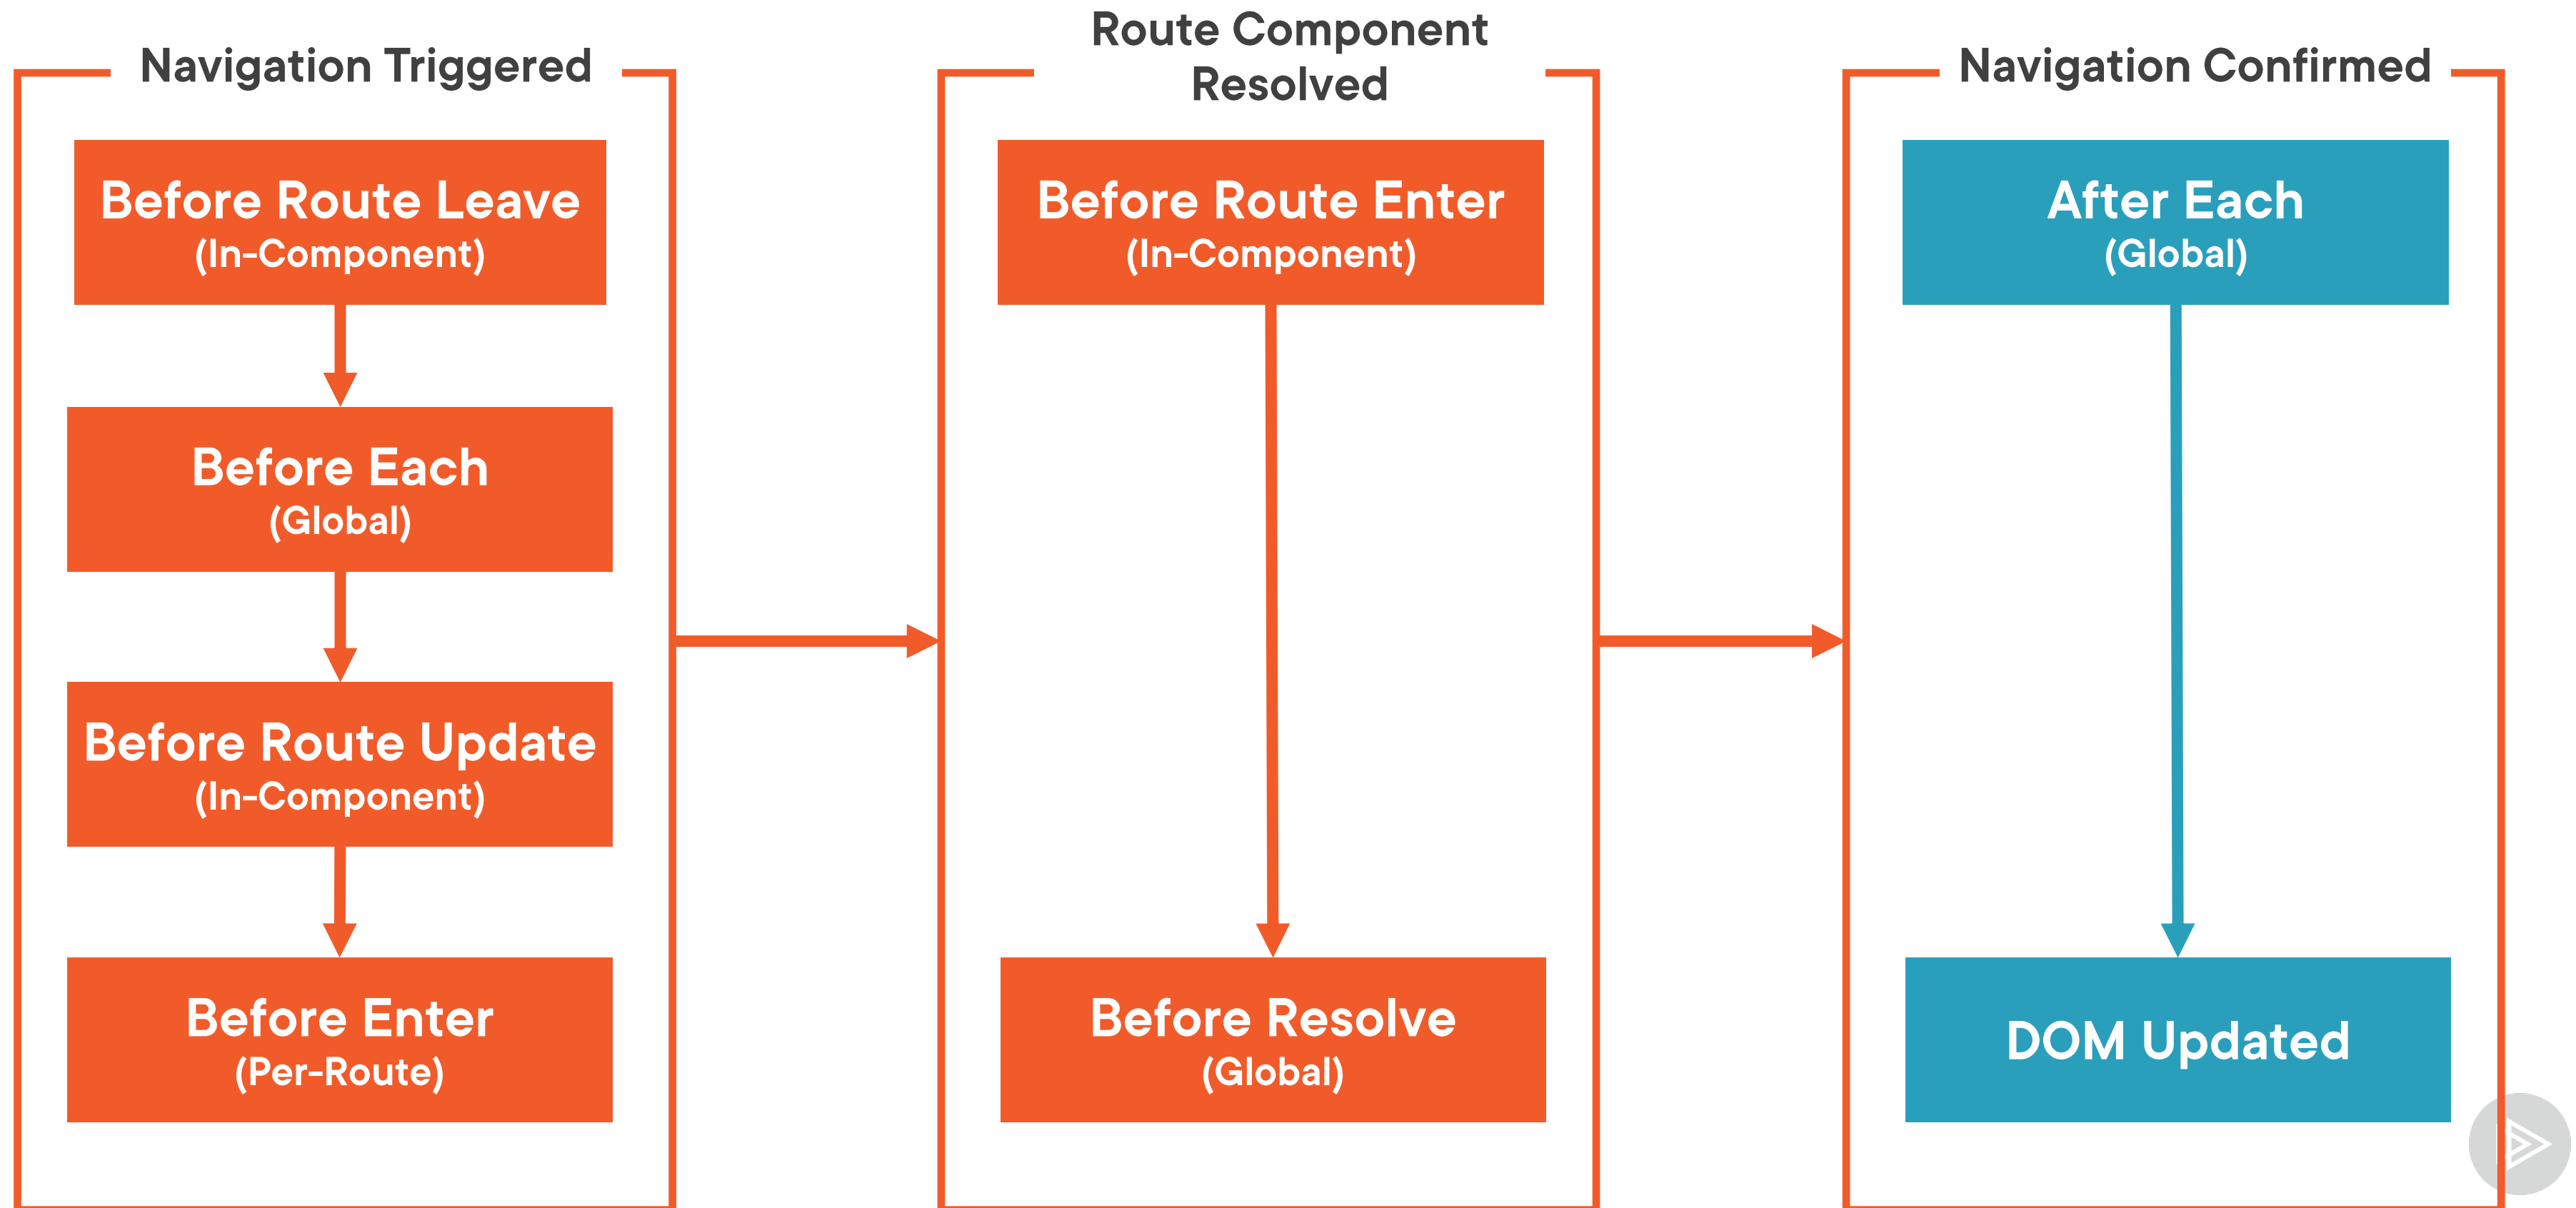 Navigation Triggered
Before Route Leave
(In-Component)
Before Each
(Global)
Before Route Update
(In-Component)
Before Enter
(Per-Route)
Route Component
Resolved
Before Route Enter
(In-Component)
Before Resolve
(Global)
Navigation Confirmed
After Each
(Global)
DOM Updated